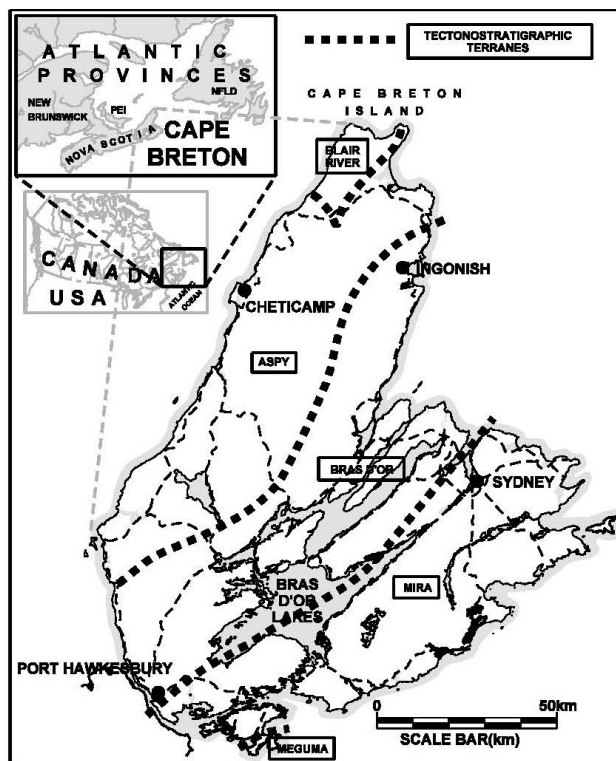 ATLANTIC
PROVINCES
NEW
BRUNSWICK
PEI
NFLD
NOVA SCOTIA
CAPE
BRETON
TECTONOSTRATIGRAPHIC
TERRANES
CAPE BRETON
ISLAND
BLAIR
RIVER
CANADA
USA
ATLANTIC
OCEAN
INGONISH
CHETICAMP
ASPY
BRAS D'OR
SYDNEY
BRAS
D'OR
LAKES
MIRA
PORT HAWKESBURY
MEGUMA
0
50km
SCALE BAR(km)